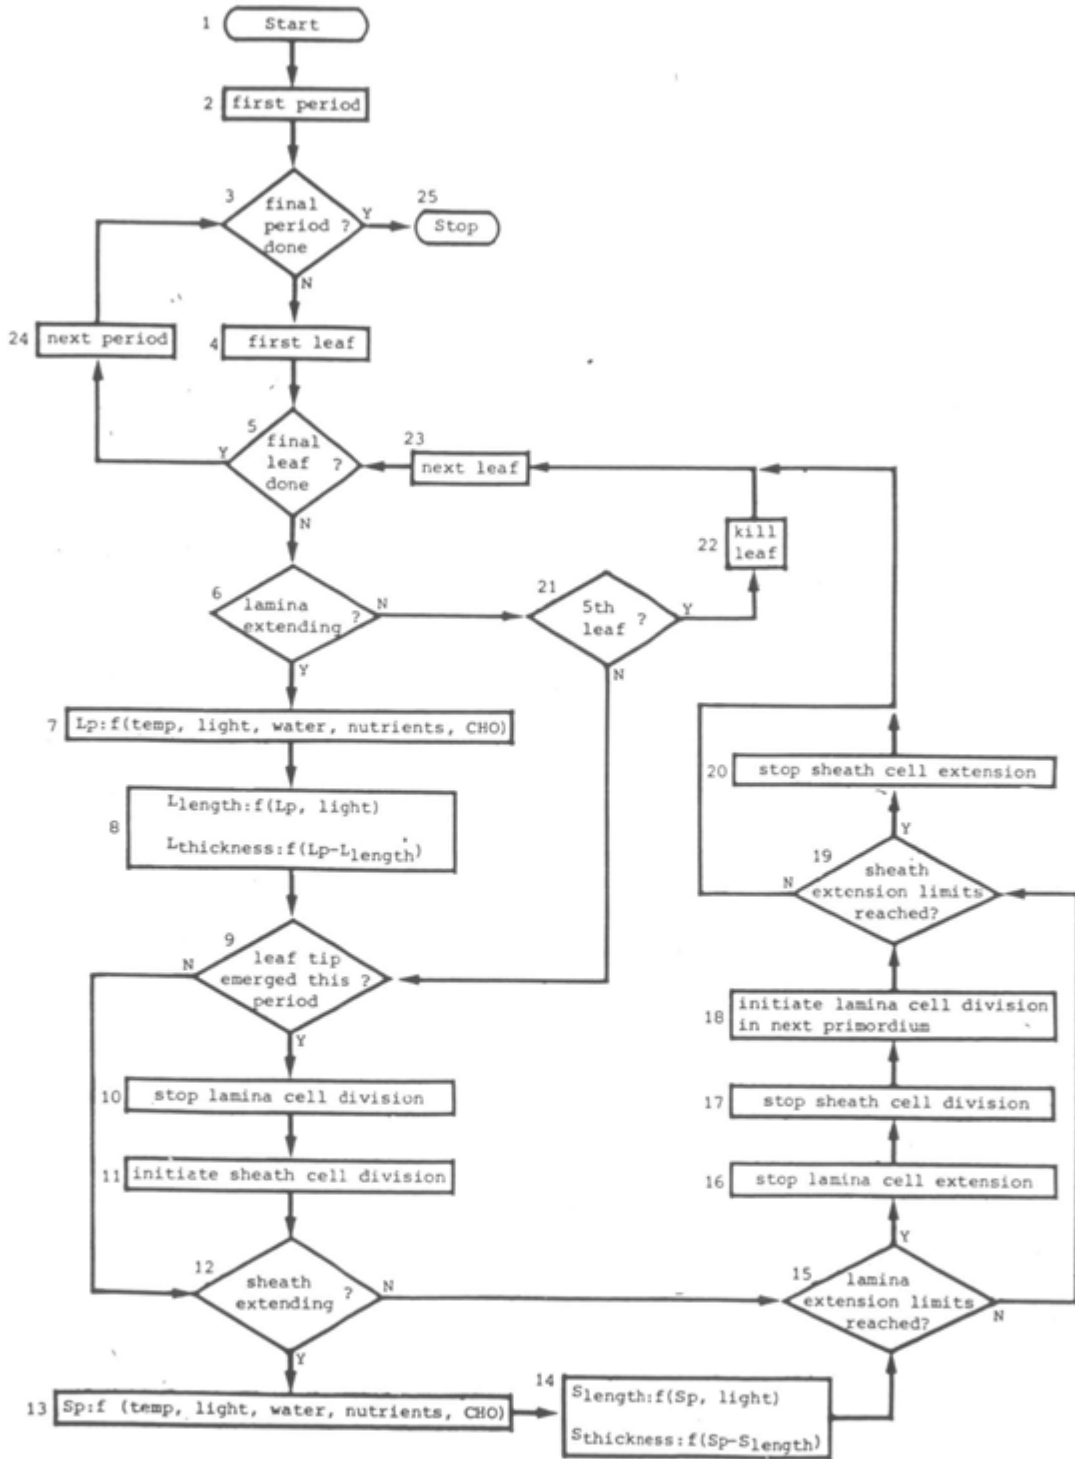 1 Start
2 first period
3
final
period ?
done
Y
25
Stop
N
24 next period
4 first leaf
5
final
leaf ?
done
Y
N
23
next leaf
22
kill
leaf
6
lamina
extending ?
N
Y
21
5th
leaf ?
Y
N
7 Lp:f(temp, light, water, nutrients, CHO)
8
Llength:f(Lp, light)
Lthickness:f(Lp-Llength)
9
leaf tip
emerged this ?
period
N
Y
10 stop lamina cell division
11 initiate sheath cell division
12
sheath
extending ?
N
Y
13 Sp:f (temp, light, water, nutrients, CHO)
14
Slength:f(Sp, light)
Sthickness:f(Sp-Slength)
15
lamina
extension limits
reached?
Y
N
16 stop lamina cell extension
17 stop sheath cell division
18
initiate lamina cell division
in next primordium
19
sheath
extension limits
reached?
N
Y
20 stop sheath cell extension